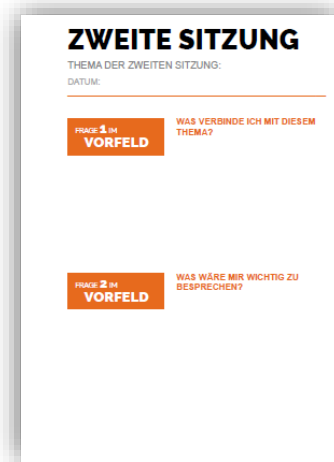 ZWEITE SITZUNG
THEMA DER ZWEITEN SITZUNG:
DATUM:
FRAGE 1 IM
VORFELD
WAS VERBINDE ICH MIT DIESEM
THEMA?
FRAGE 2 IM
VORFELD
WAS WÄRE MIR WICHTIG ZU
BESPRECHEN?